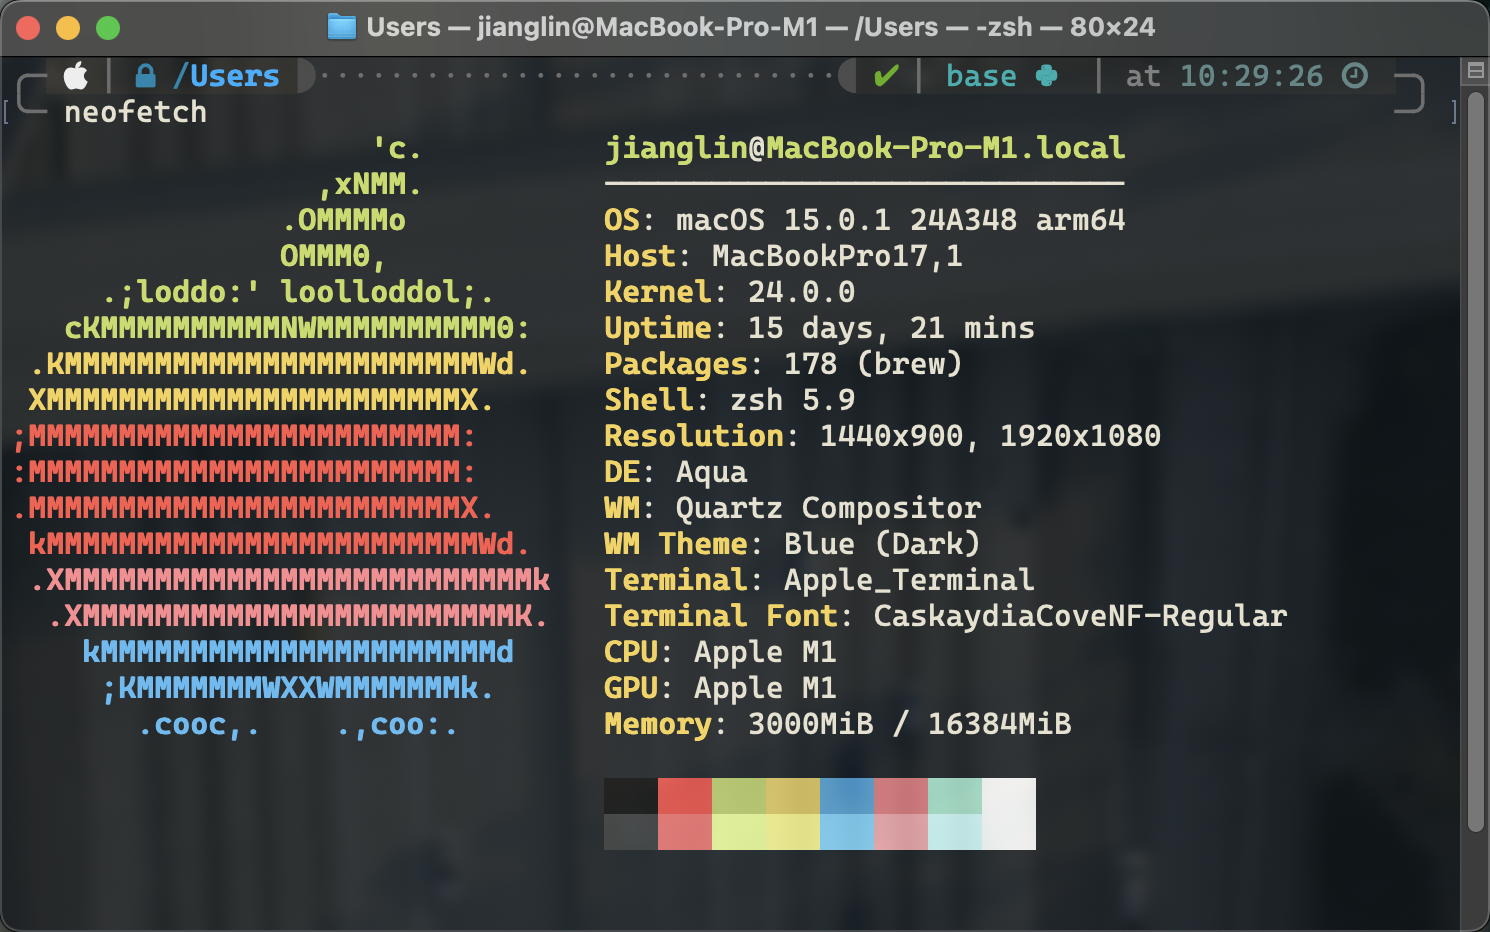 Users — jianglin@MacBook-Pro-M1 — /Users — -zsh — 80×24
/Users ✔ base at 10:29:26
neofetch
'c.
,xNMM.
.OMMMMo
OMMM0,
.;loddo:' loolloddol;.
cKMMMMMMMMMMNWMMMMMMMMMM0:
.KMMMMMMMMMMMMMMMMMMMMMMMWd.
XMMMMMMMMMMMMMMMMMMMMMMMX.
;MMMMMMMMMMMMMMMMMMMMMMMM:
:MMMMMMMMMMMMMMMMMMMMMMMM:
.MMMMMMMMMMMMMMMMMMMMMMMMX.
kMMMMMMMMMMMMMMMMMMMMMMMMWd.
.XMMMMMMMMMMMMMMMMMMMMMMMMMMk
.XMMMMMMMMMMMMMMMMMMMMMMMMK.
kMMMMMMMMMMMMMMMMMMMMMMd
;KMMMMMMMWXXWMMMMMMMk.
.cooc,. .,coo:.
jianglin@MacBook-Pro-M1.local
-----------------------------
OS: macOS 15.0.1 24A348 arm64
Host: MacBookPro17,1
Kernel: 24.0.0
Uptime: 15 days, 21 mins
Packages: 178 (brew)
Shell: zsh 5.9
Resolution: 1440x900, 1920x1080
DE: Aqua
WM: Quartz Compositor
WM Theme: Blue (Dark)
Terminal: Apple_Terminal
Terminal Font: CaskaydiaCoveNF-Regular
CPU: Apple M1
GPU: Apple M1
Memory: 3000MiB / 16384MiB